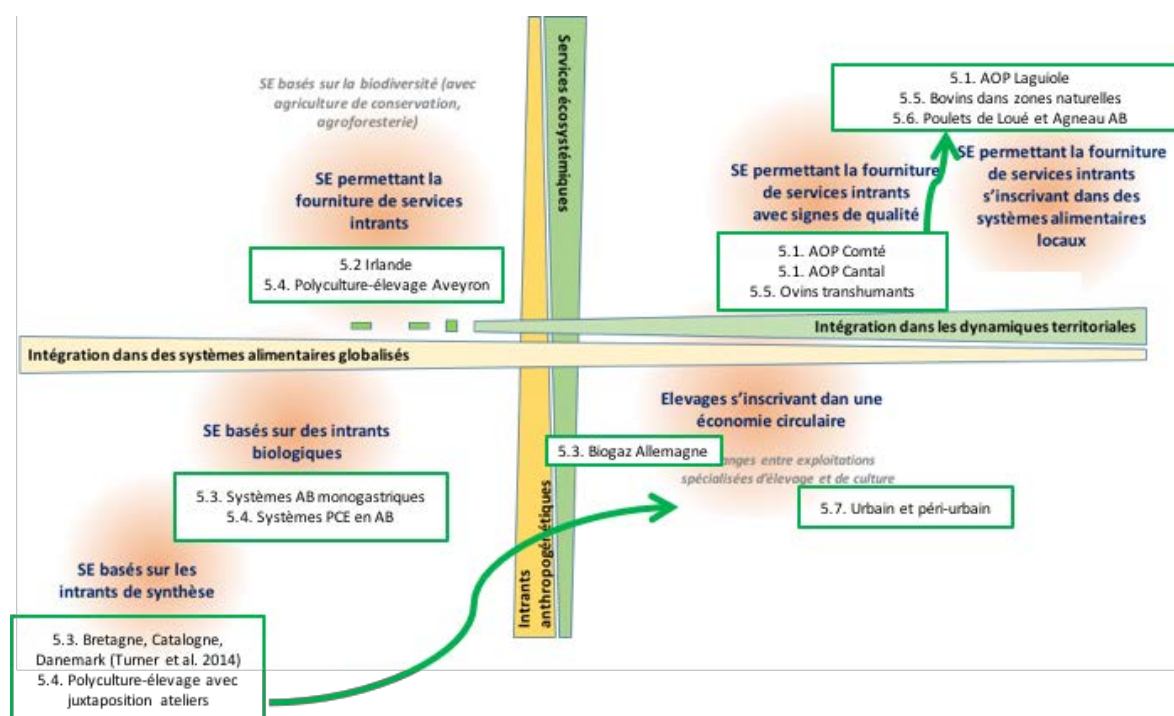 SE basés sur la biodiversité (avec
agriculture de conservation,
agroforesterie)
SE permettant la
fourniture de services
intrants
5.2 Irlande
5.4. Polyculture-élevage Aveyron
Services écosystémiques
5.1. AOP Laguiole
5.5. Bovins dans zones naturelles
5.6. Poulets de Loué et Agneau AB
SE permettant la fourniture
de services intrants
avec signes de qualité
SE permettant la fourniture
de services intrants
s'inscrivant dans des
systèmes alimentaires
locaux
5.1. AOP Comté
5.1. AOP Cantal
5.5. Ovins transhumants
Intégration dans les dynamiques territoriales
Intégration dans des systèmes alimentaires globalisés
SE basés sur des intrants
biologiques
5.3. Systèmes AB monogastriques
5.4. Systèmes PCE en AB
SE basés sur les
intrants de synthèse
5.3. Bretagne, Catalogne,
Danemark (Turner et al. 2014)
5.4. Polyculture-élevage avec
juxtaposition ateliers
Intrants
anthropogénétiques
Elevages s'inscrivant dan une
économie circulaire
5.3. Biogaz Allemagne
entre exploitations
spécialisées d'élevage et de culture
5.7. Urbain et péri-urbain